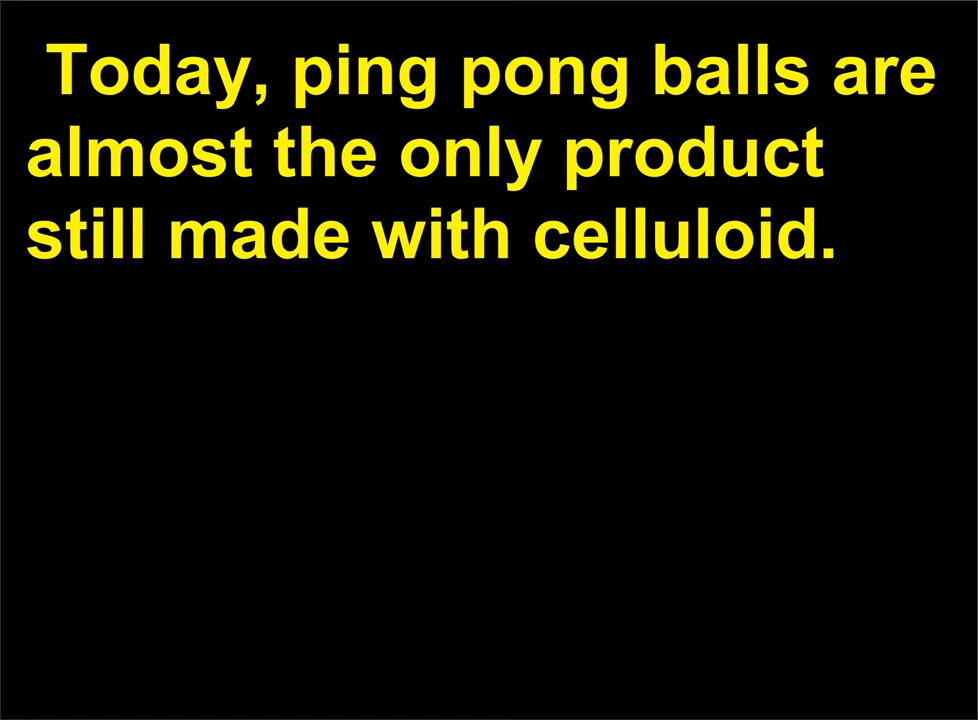 Today, ping pong balls are
almost the only product
still made with celluloid.